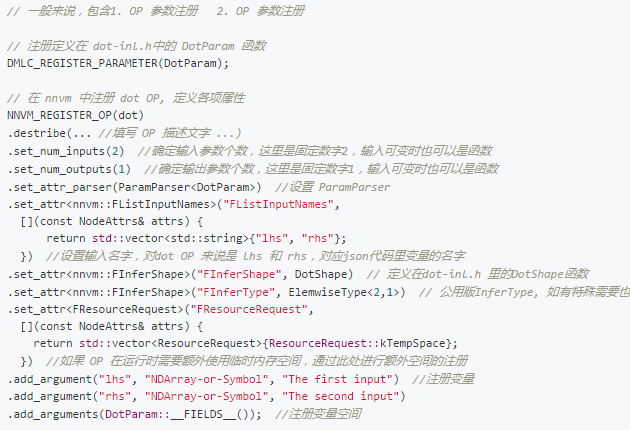 // 一般来说，包含1. OP 参数注册   2. OP 参数注册
// 注册定义在 dot-inl.h中的 DotParam 函数
DMLC_REGISTER_PARAMETER(DotParam);
// 在 nnvm 中注册 dot OP, 定义各项属性
NNVM_REGISTER_OP(dot)
.destribe(... //填写 OP 描述文字 ...)
.set_num_inputs(2)  //确定输入参数个数，这里是固定数字2，输入可变时也可以是函数
.set_num_outputs(1)  //确定输出参数个数，这里是固定数字1，输入可变时也可以是函数
.set_attr_parser(ParamParser<DotParam>)  //设置 ParamParser
.set_attr<nnvm::FListInputNames>("FListInputNames",
  [](const NodeAttrs& attrs) {
      return std::vector<std::string>{"lhs", "rhs"};
  })  //设置输入名字，对dot OP 来说是 lhs 和 rhs，对应json代码里变量的名字
.set_attr<nnvm::FInferShape>("FInferShape", DotShape)  // 定义在dot-inl.h 里的DotShape函数
.set_attr<nnvm::FInferShape>("FInferType", ElemwiseType<2,1>)  // 公用版InferType, 如有特殊需要也
.set_attr<FResourceRequest>("FResourceRequest",
  [](const NodeAttrs& attrs) {
    return std::vector<ResourceRequest>{ResourceRequest::kTempSpace};
  })  //如果 OP 在运行时需要额外使用临时内存空间，通过此处进行额外空间的注册
.add_argument("lhs", "NDArray-or-Symbol", "The first input")  //注册变量
.add_argument("rhs", "NDArray-or-Symbol", "The second input")
.add_arguments(DotParam::__FIELDS__());  //注册变量空间